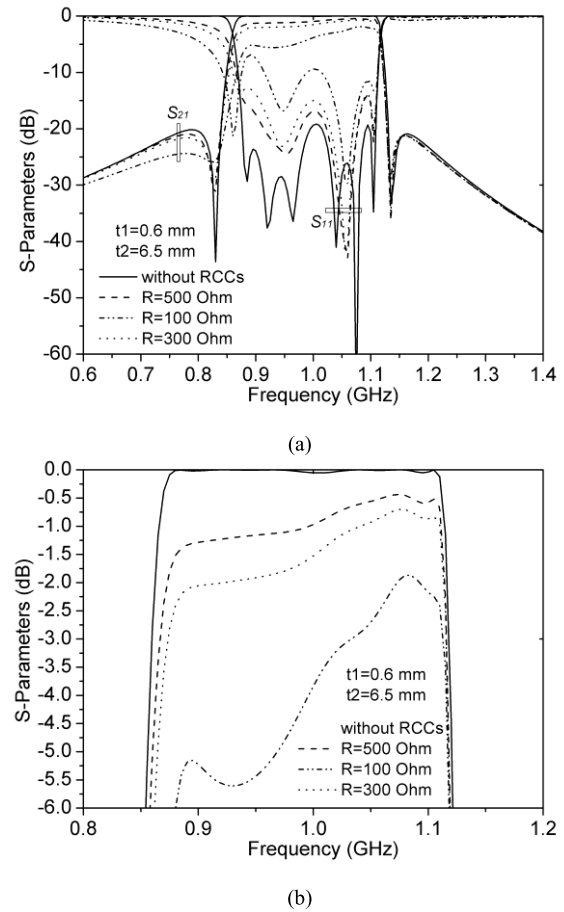 0
-10
-20
-30
-40
-50
-60
S-Parameters (dB)
S21
S11
t1=0.6 mm
t2=6.5 mm
without RCCs
R=500 Ohm
R=100 Ohm
R=300 Ohm
0.6 0.7 0.8 0.9 1.0 1.1 1.2 1.3 1.4
Frequency (GHz)
(a)
0.0
-0.5
-1.0
-1.5
-2.0
-2.5
-3.0
-3.5
-4.0
-4.5
-5.0
-5.5
-6.0
S-Parameters (dB)
t1=0.6 mm
t2=6.5 mm
without RCCs
R=500 Ohm
R=100 Ohm
R=300 Ohm
0.8 0.9 1.0 1.1 1.2
Frequency (GHz)
(b)